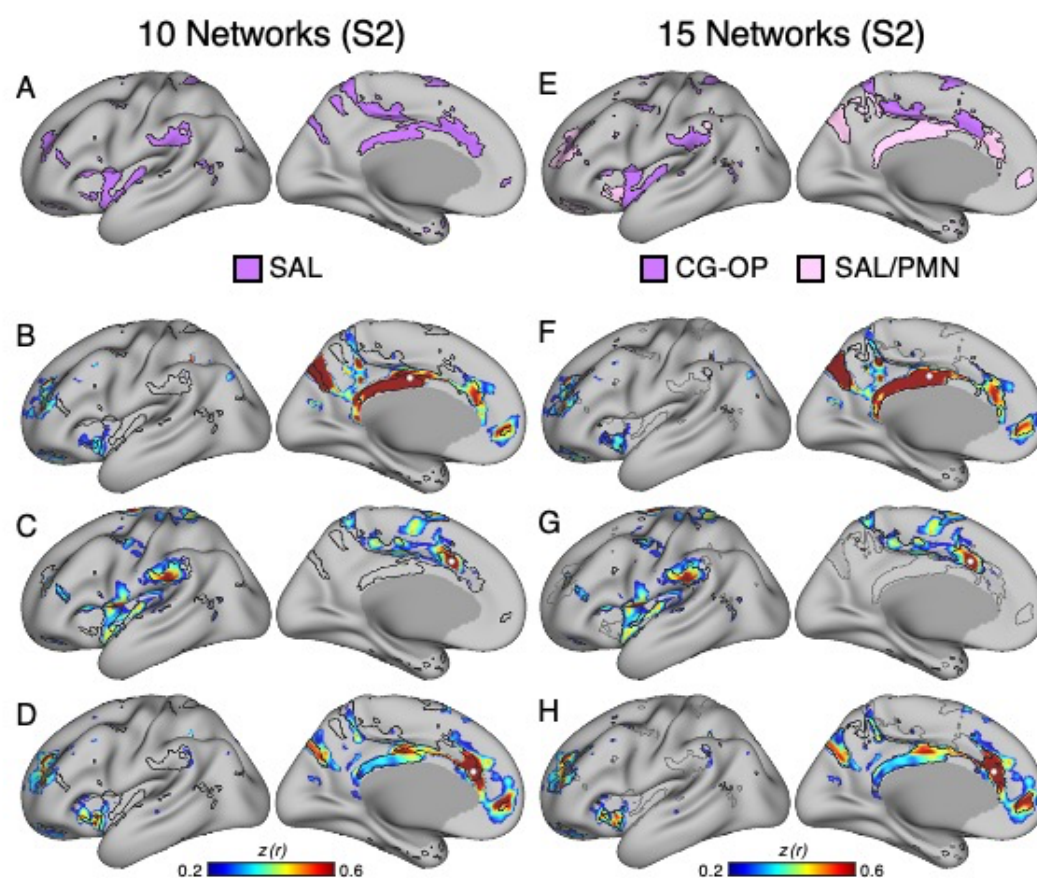 10 Networks (S2) 15 Networks (S2)
A E
SAL CG-OP SAL/PMN
B F
C G
D H
z(r) z(r)
0.2 0.6 0.2 0.6